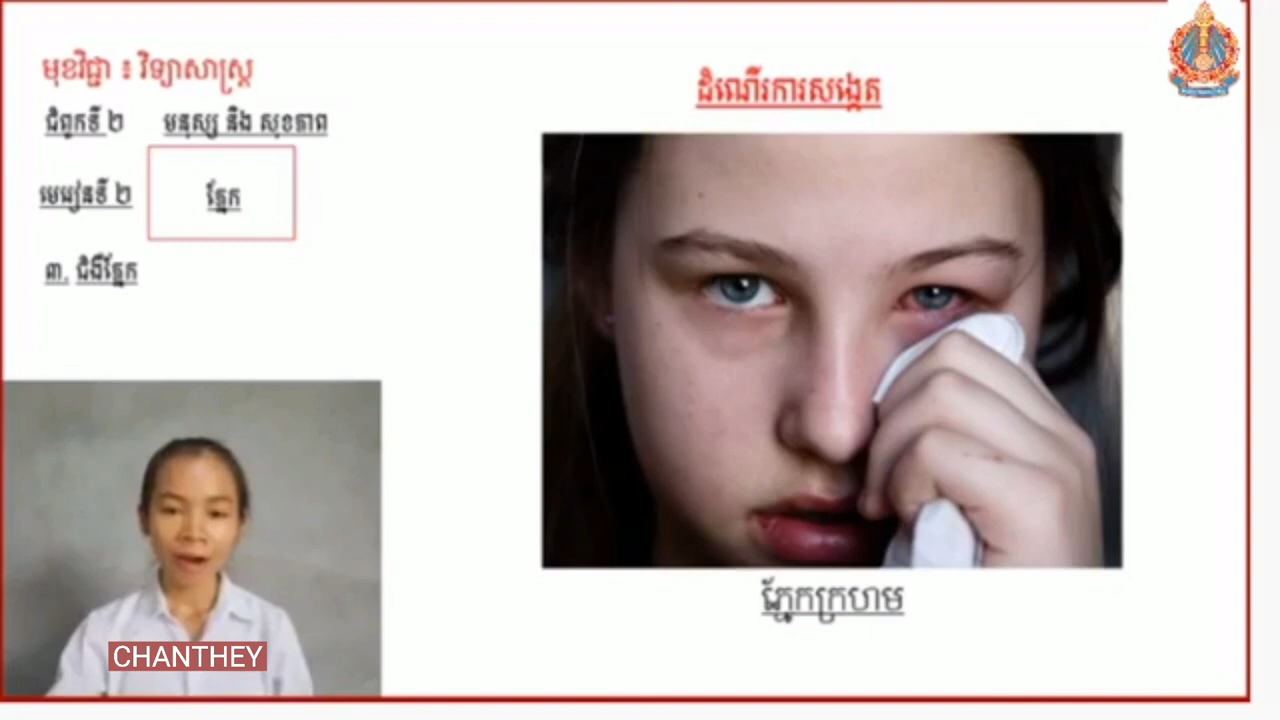 មុខវិជ្ជា ៖ វិទ្យាសាស្ត្រ
ជំពូកទី ២ មនុស្ស និង សុខភាព
មេរៀនទី ២ ភ្នែក
៣. ជំងឺភ្នែក
ដំណើរការសង្កេត
ភ្នែកក្រហម
CHANTHEY